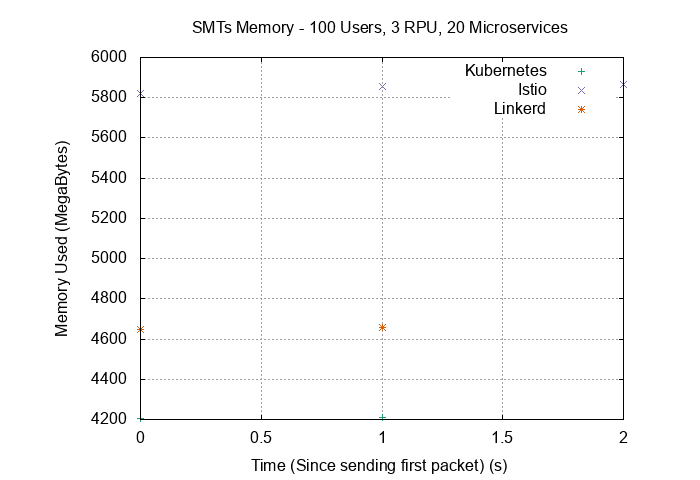 SMTs Memory - 100 Users, 3 RPU, 20 Microservices
6000
5800
5600
5400
5200
5000
4800
4600
4400
4200
Memory Used (MegaBytes)
Kubernetes
Istio
Linkerd
0 0.5 1 1.5 2
Time (Since sending first packet) (s)